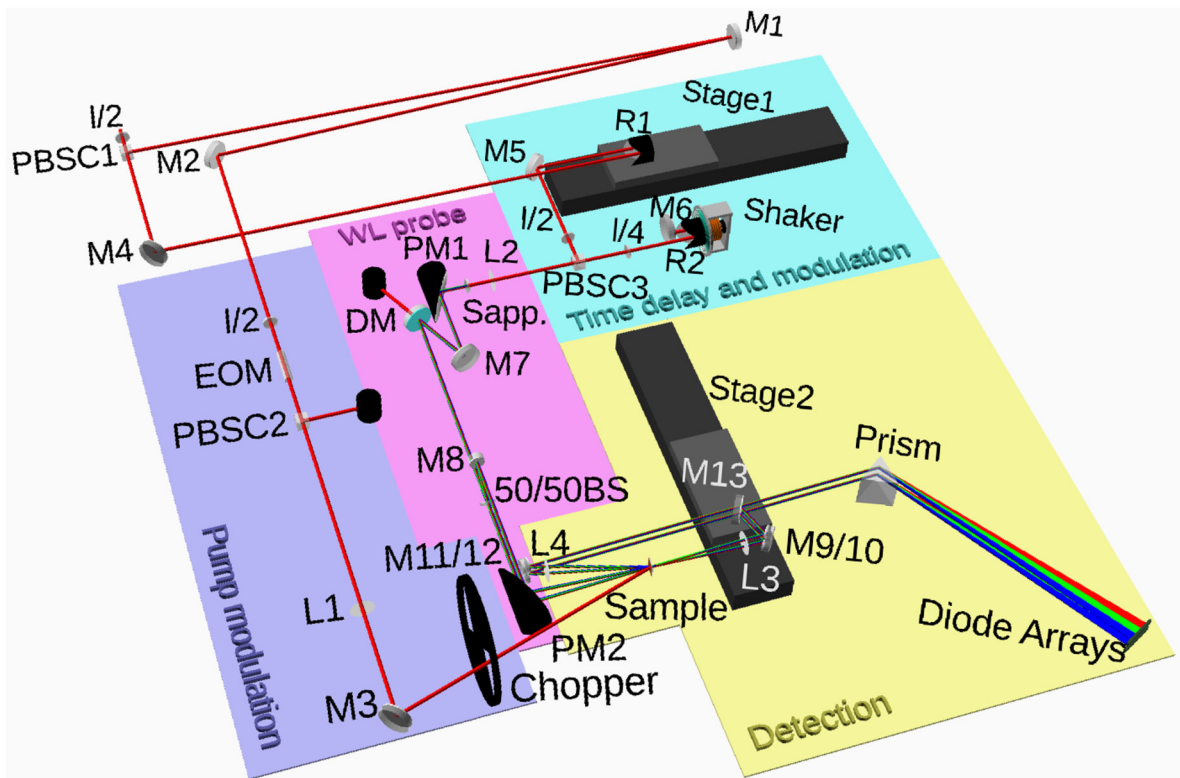 M1
Stage1
R1
l/2
PBSC1
M2
M5
M6
Shaker
l/2
l/4
R2
WL probe
M4
PM1
L2
PBSC3
Time delay and modulation
DM
Sapp.
l/2
M7
EOM
Stage2
PBSC2
Prism
M8
M13
50/50BS
M11/12
L4
M9/10
L3
L1
Sample
Diode Arrays
Pump modulation
PM2
M3
Chopper
Detection